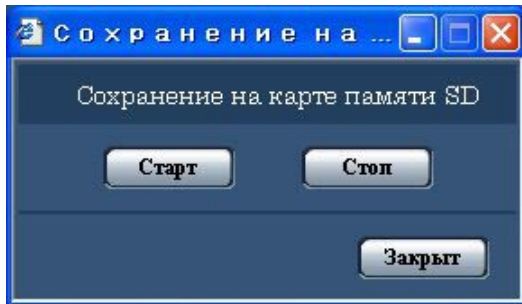 Сохранение на ...
Сохранение на карте памяти SD
Старт Стоп
Закрыт